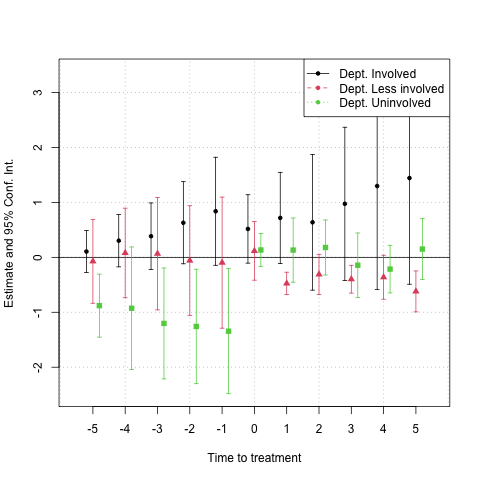 Dept. Involved
Dept. Less involved
Dept. Uninvolved
3
2
1
0
-1
-2
Estimate and 95% Conf. Int.
-5 -4 -3 -2 -1 0 1 2 3 4 5
Time to treatment